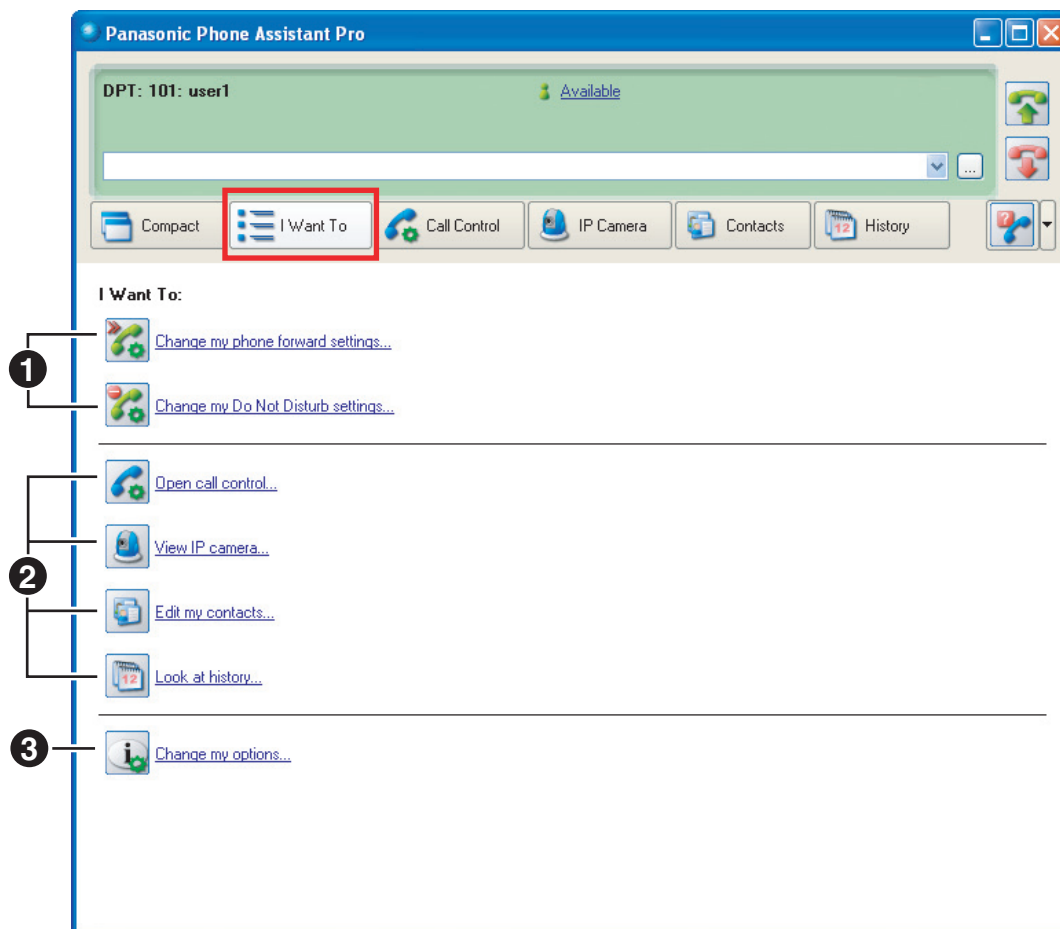 Panasonic Phone Assistant Pro
DPT: 101: user1
Available
...
Compact
I Want To
Call Control
IP Camera
12
Contacts
History
I Want To:
1
Change my phone forward settings...
Change my Do Not Disturb settings...
2
Open call control...
View IP camera...
Edit my contacts...
12
Look at history...
3
i
Change my options...